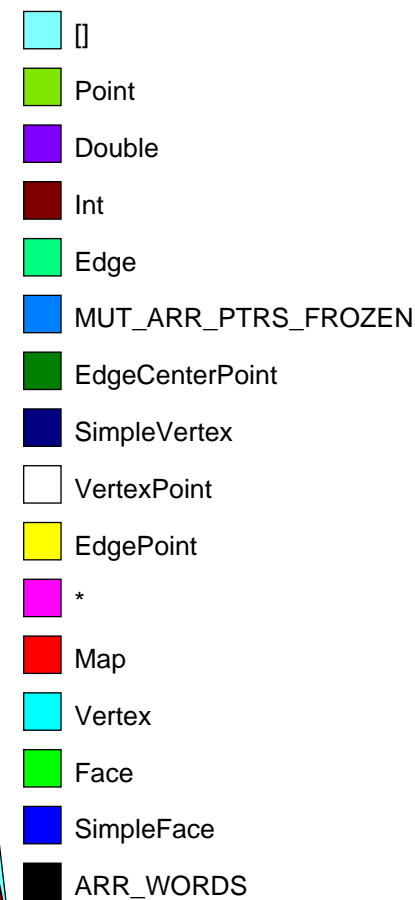 []
Point
Double
Int
Edge
MUT_ARR_PTRS_FROZEN
EdgeCenterPoint
SimpleVertex
VertexPoint
EdgePoint
*
Map
Vertex
Face
SimpleFace
ARR_WORDS